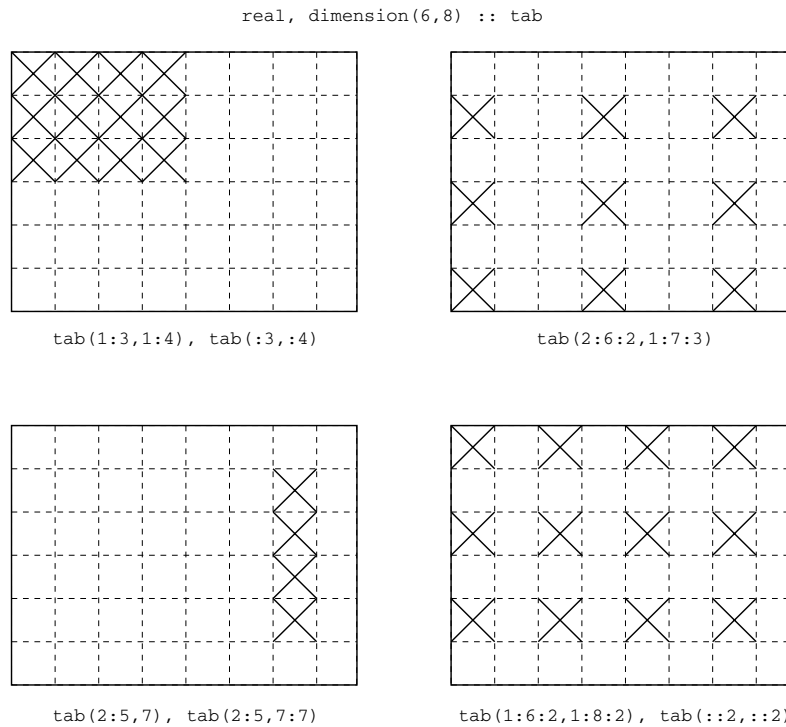 real, dimension(6,8) :: tab
tab(1:3,1:4), tab(:3,:4)
tab(2:6:2,1:7:3)
tab(2:5,7), tab(2:5,7:7)
tab(1:6:2,1:8:2), tab(::2,::2)